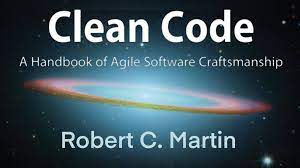 Clean Code
A Handbook of Agile Software Craftsmanship
Robert C. Martin